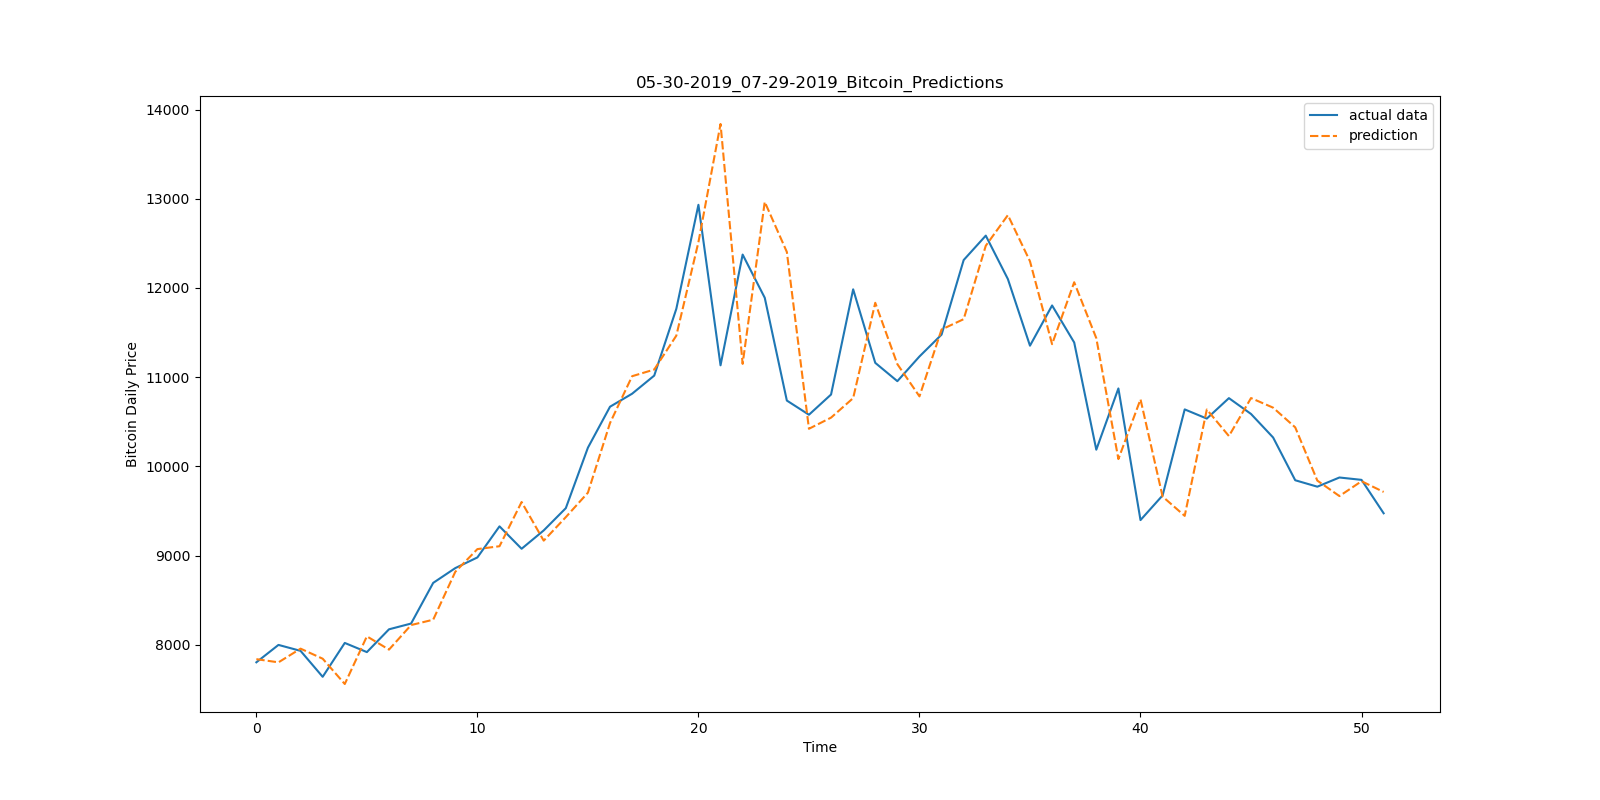 05-30-2019_07-29-2019_Bitcoin_Predictions
actual data
prediction
Bitcoin Daily Price
14000
13000
12000
11000
10000
9000
8000
0 10 20 30 40 50
Time